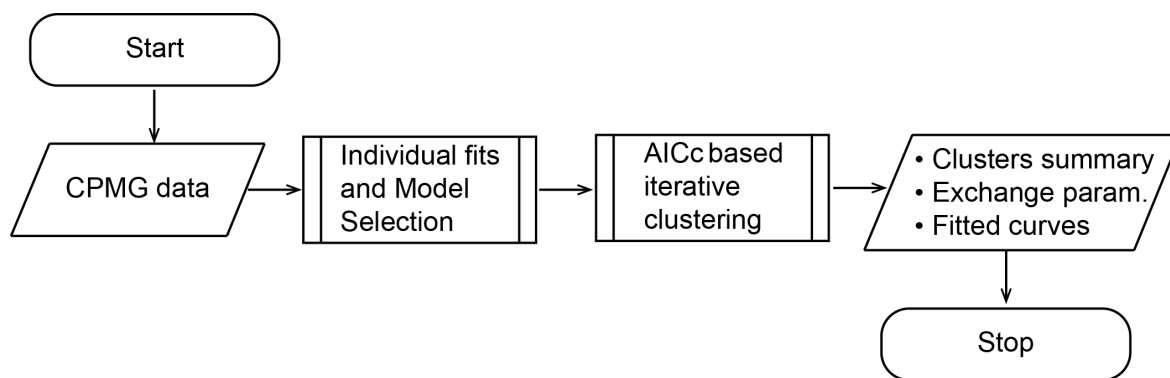 Start
CPMG data
Individual fits
and Model
Selection
AICc based
iterative
clustering
• Clusters summary
• Exchange param.
• Fitted curves
Stop